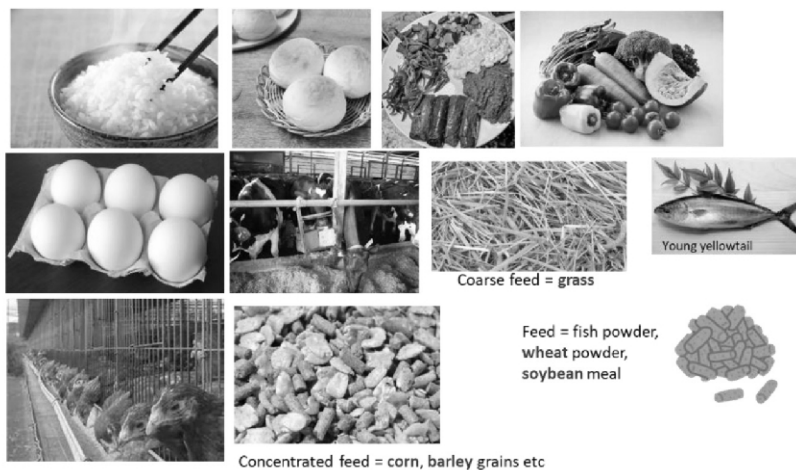 Young yellowtail
Coarse feed = grass
Feed = fish powder,
wheat powder,
soybean meal
Concentrated feed = corn, barley grains etc